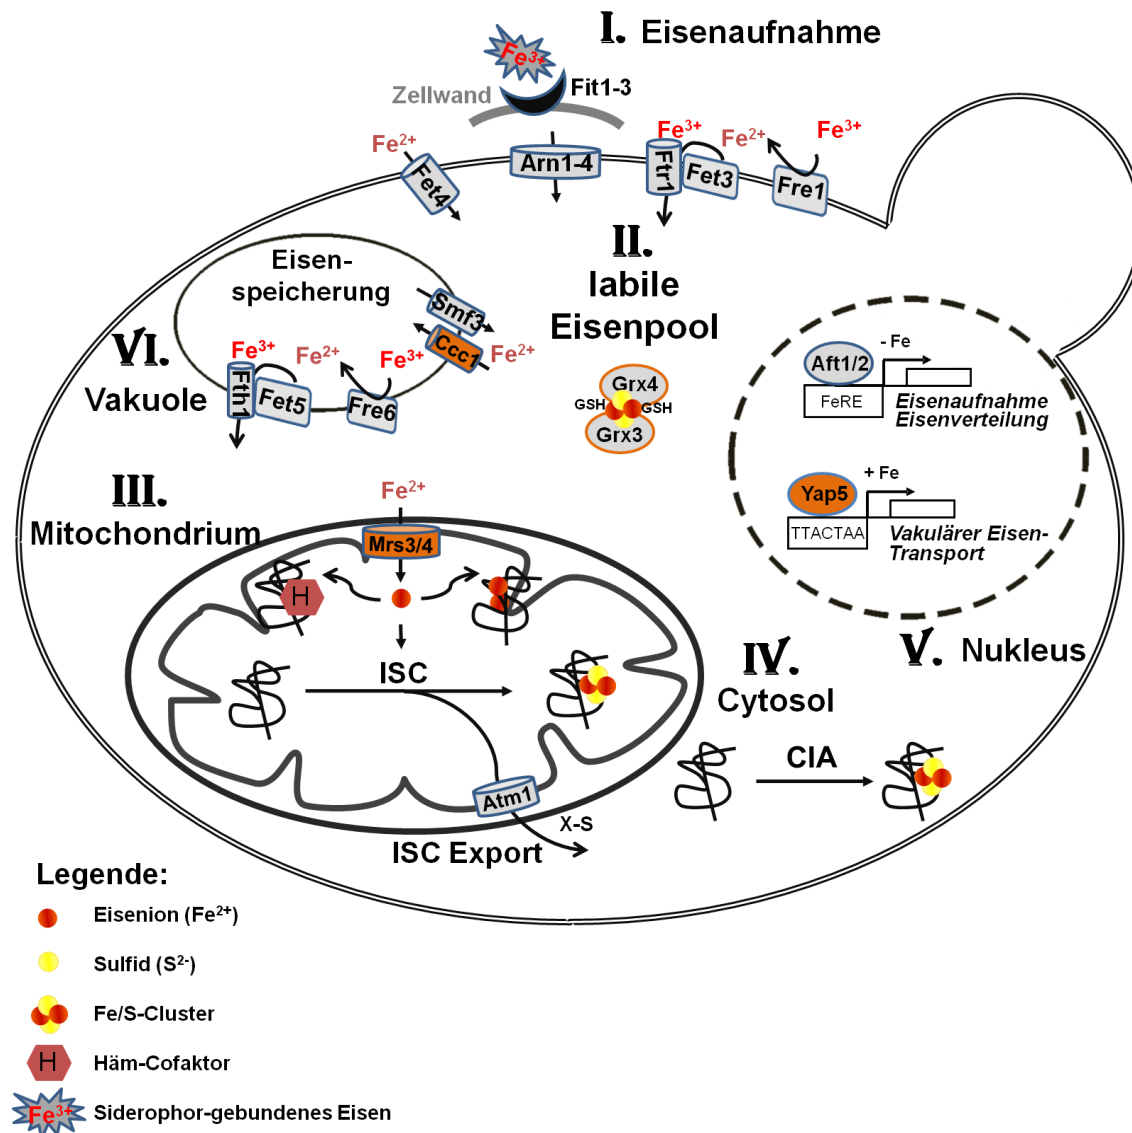 I. Eisenaufnahme
Fe³⁺
Fit1-3
Zellwand
Fe²⁺
Fet4
Arn1-4
Fe³⁺
Ftr1
Fet3
Fe²⁺
Fe³⁺
Fre1
II.
labile
Eisenpool
Grx4
GSH
GSH
Grx3
Eisen-
speicherung
Smf3
Ccc1
Fe²⁺
VI.
Vakuole
Fe³⁺
Fth1
Fet5
Fe²⁺
Fe³⁺
Fre6
Aft1/2
- Fe
FeRE
Eisenaufnahme
Eisenverteilung
Yap5
+ Fe
TTACTAA
Vakulärer Eisen-
Transport
V. Nukleus
III.
Mitochondrium
Fe²⁺
Mrs3/4
H
ISC
Atm1
X-S
ISC Export
IV.
Cytosol
CIA
Legende:
Eisenion (Fe²⁺)
Sulfid (S²⁻)
Fe/S-Cluster
H Häm-Cofaktor
Fe³⁺ Siderophor-gebundenes Eisen